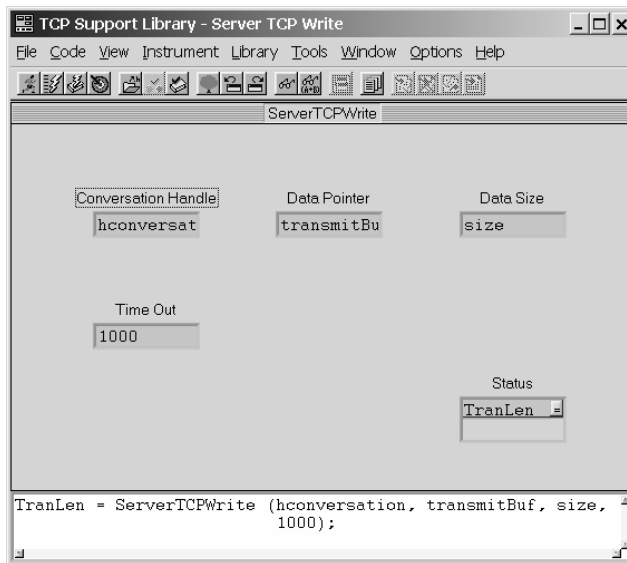 TCP Support Library - Server TCP Write
File Code View Instrument Library Tools Window Options Help
ServerTCPWrite
Conversation Handle Data Pointer Data Size
hconversat transmitBu size
Time Out
1000
Status
TranLen
TranLen = ServerTCPWrite (hconversation, transmitBuf, size,
1000);